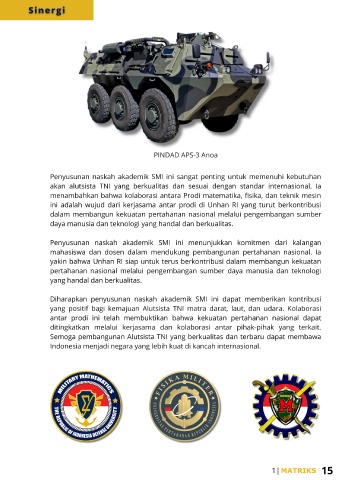 Sinergi
PINDAD APS-3 Anoa
Penyusunan naskah akademik SMI ini sangat penting untuk memenuhi kebutuhan
akan alutsista TNI yang berkualitas dan sesuai dengan standar internasional. Ia
menambahkan bahwa kolaborasi antara Prodi matematika, fisika, dan teknik mesin
ini adalah wujud dari kerjasama antar prodi di Unhan RI yang turut berkontribusi
dalam membangun kekuatan pertahanan nasional melalui pengembangan sumber
daya manusia dan teknologi yang handal dan berkualitas.
Penyusunan naskah akademik SMI ini menunjukkan komitmen dari kalangan
mahasiswa dan dosen dalam mendukung pembangunan pertahanan nasional. Ia
yakin bahwa Unhan RI siap untuk terus berkontribusi dalam membangun kekuatan
pertahanan nasional melalui pengembangan sumber daya manusia dan teknologi
yang handal dan berkualitas.
Diharapkan penyusunan naskah akademik SMI ini dapat memberikan kontribusi
yang positif bagi kemajuan Alutsista TNI matra darat, laut, dan udara. Kolaborasi
antar prodi ini telah membuktikan bahwa kekuatan pertahanan nasional dapat
ditingkatkan melalui kerjasama dan kolaborasi antar pihak-pihak yang terkait.
Semoga pembangunan Alutsista TNI yang berkualitas dan terbaru dapat membawa
Indonesia menjadi negara yang lebih kuat di kancah internasional.
MILITARY MATHEMATICS
THE REPUBLIC OF INDONESIA DEFENSE UNIVERSITY
FISIKA MILITER
M
1 | MATRIKS 15